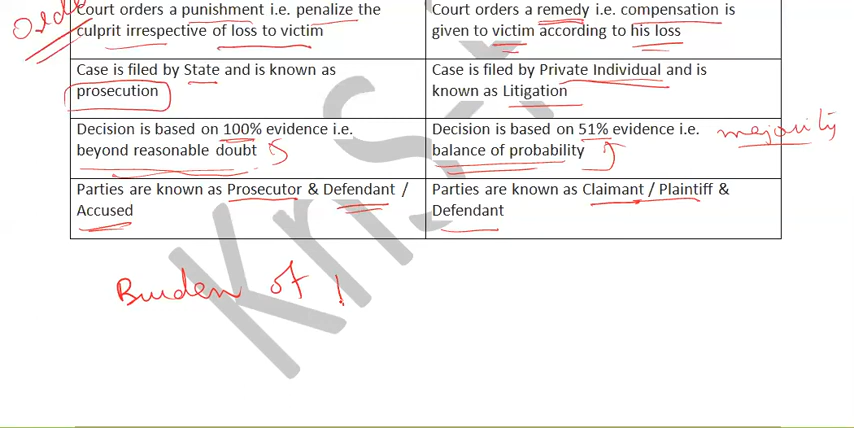 Orde
Court orders a punishment i.e. penalize the
culprit irrespective of loss to victim
Court orders a remedy i.e. compensation is
given to victim according to his loss
Case is filed by State and is known as
prosecution
Case is filed by Private Individual and is
known as Litigation
Decision is based on 100% evidence i.e.
beyond reasonable doubt
Decision is based on 51% evidence i.e.
balance of probability
majority
Parties are known as Prosecutor & Defendant /
Accused
Parties are known as Claimant / Plaintiff &
Defendant
Burden of